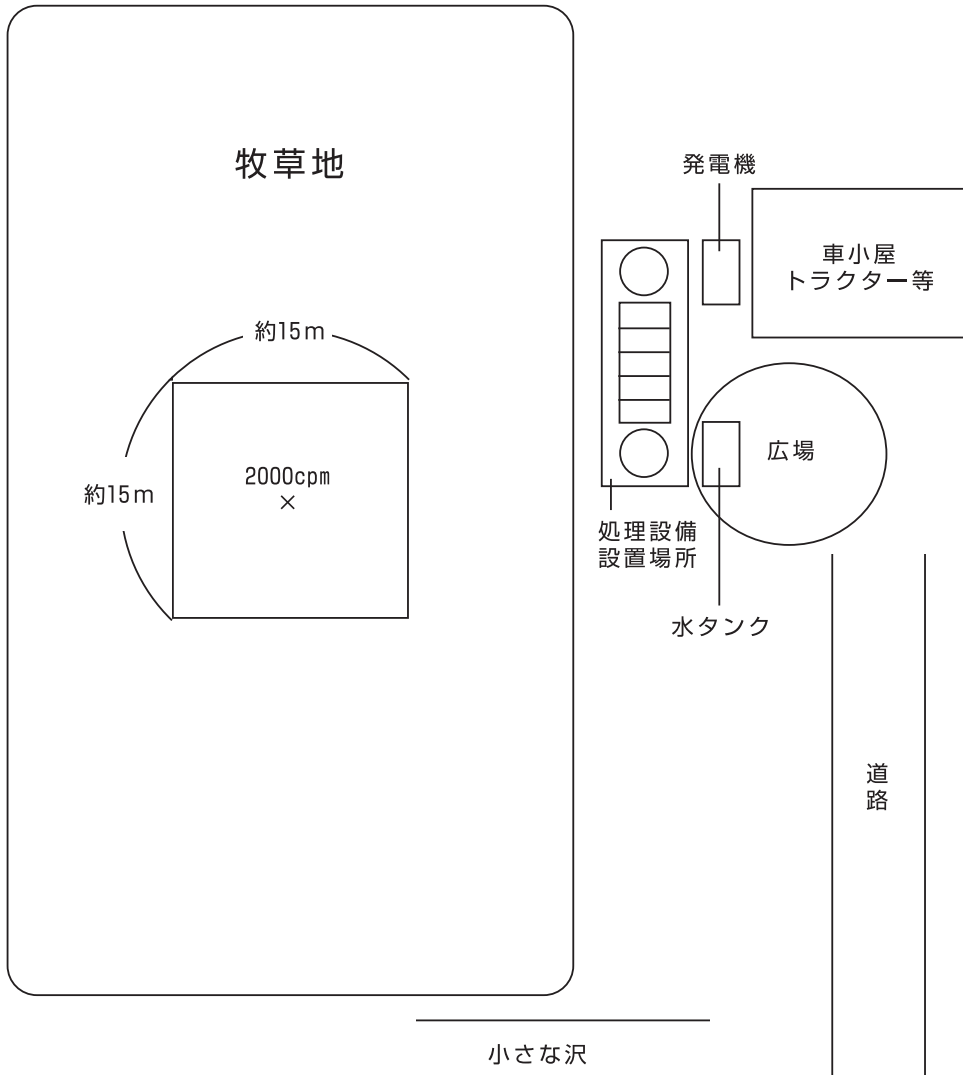 牧草地
発電機
車小屋
トラクター等
約15m
約15m
2000cpm
×
広場
処理設備
設置場所
水タンク
道路
小さな沢